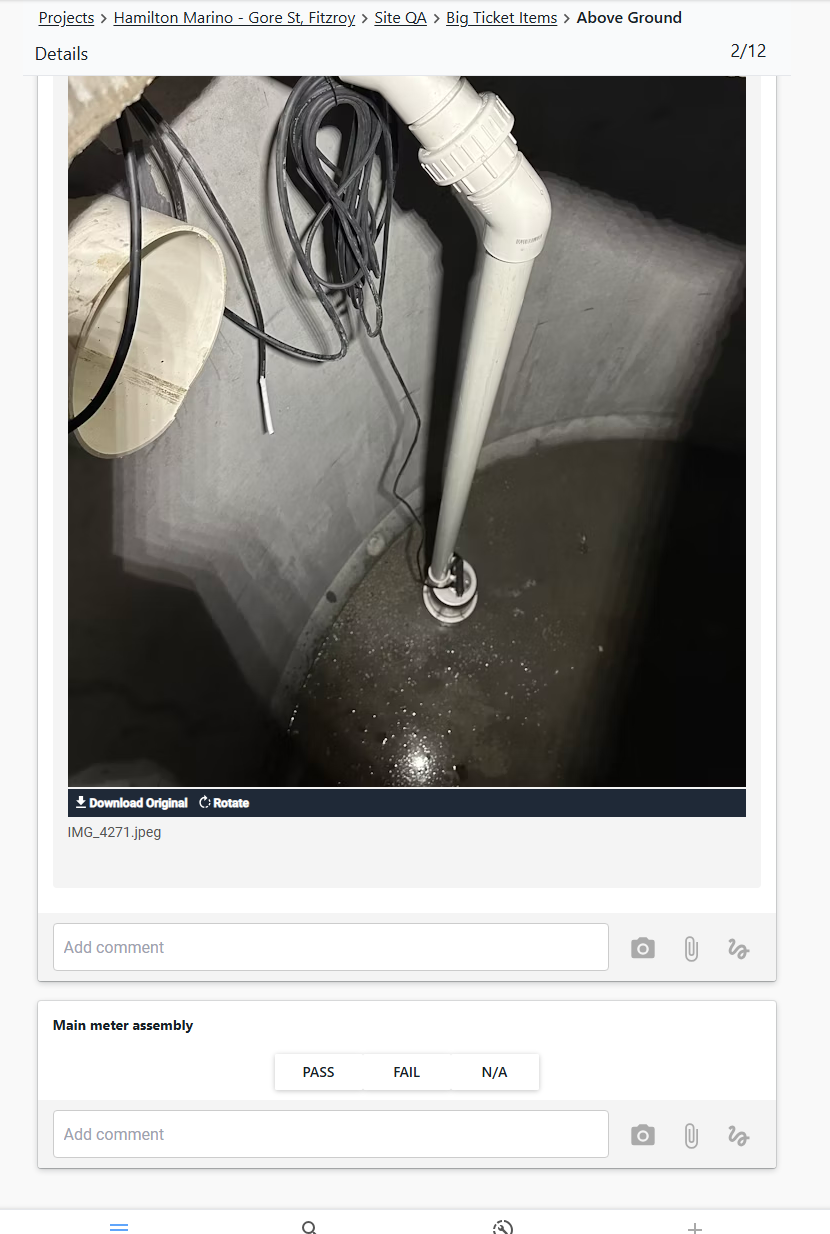 Projects > Hamilton Marino - Gore St, Fitzroy > Site QA > Big Ticket Items > Above Ground
Details 2/12
Download Original Rotate
IMG_4271.jpeg
Add comment
Main meter assembly
PASS FAIL N/A
Add comment